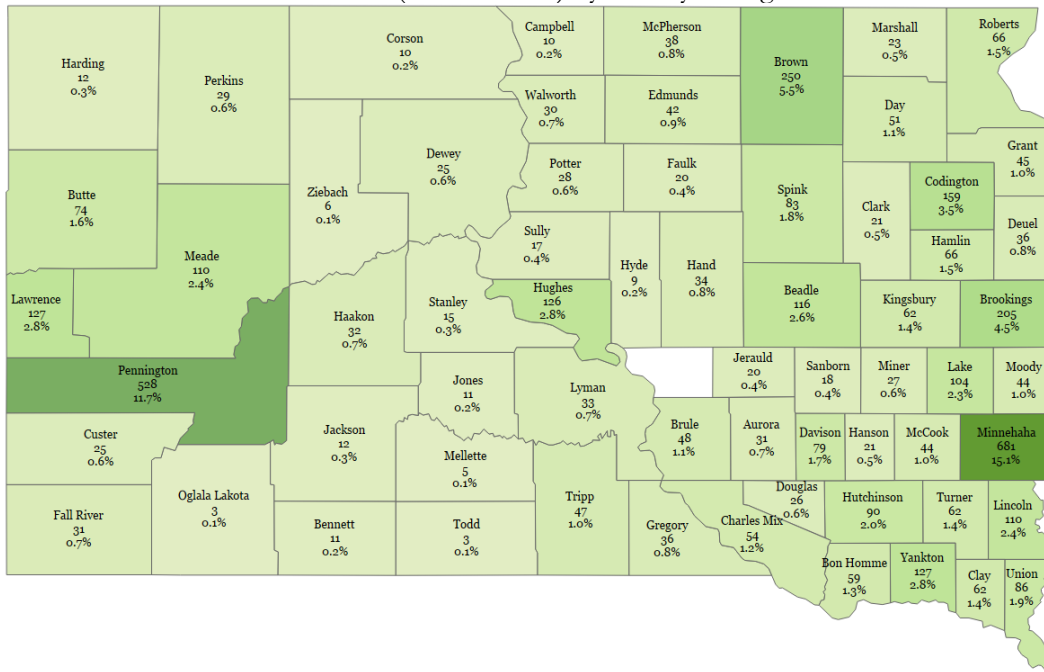 Campbell
10
0.2%
McPherson
38
0.8%
Marshall
23
0.5%
Roberts
66
1.5%
Corson
10
0.2%
Harding
12
0.3%
Perkins
29
0.6%
Brown
250
5.5%
Walworth
30
0.7%
Edmunds
42
0.9%
Day
51
1.1%
Grant
45
1.0%
Dewey
25
0.6%
Potter
28
0.6%
Faulk
20
0.4%
Butte
74
1.6%
Ziebach
6
0.1%
Spink
83
1.8%
Clark
21
0.5%
Codington
159
3.5%
Deuel
36
0.8%
Sully
17
0.4%
Hamlin
66
1.5%
Meade
110
2.4%
Hyde
9
0.2%
Hand
34
0.8%
Lawrence
127
2.8%
Hughes
126
2.8%
Beadle
116
2.6%
Kingsbury
62
1.4%
Brookings
205
4.5%
Haakon
32
0.7%
Stanley
15
0.3%
Pennington
528
11.7%
Jerauld
20
0.4%
Sanborn
18
0.4%
Miner
27
0.6%
Lake
104
2.3%
Moody
44
1.0%
Jones
11
0.2%
Lyman
33
0.7%
Custer
25
0.6%
Jackson
12
0.3%
Brule
48
1.1%
Aurora
31
0.7%
Davison
79
1.7%
Hanson
21
0.5%
McCook
44
1.0%
Minnehaha
681
15.1%
Mellette
5
0.1%
Oglala Lakota
3
0.1%
Tripp
47
1.0%
Douglas
26
0.6%
Hutchinson
90
2.0%
Turner
62
1.4%
Lincoln
110
2.4%
Fall River
31
0.7%
Bennett
11
0.2%
Todd
3
0.1%
Gregory
36
0.8%
Charles Mix
54
1.2%
Bon Homme
59
1.3%
Yankton
127
2.8%
Clay
62
1.4%
Union
86
1.9%